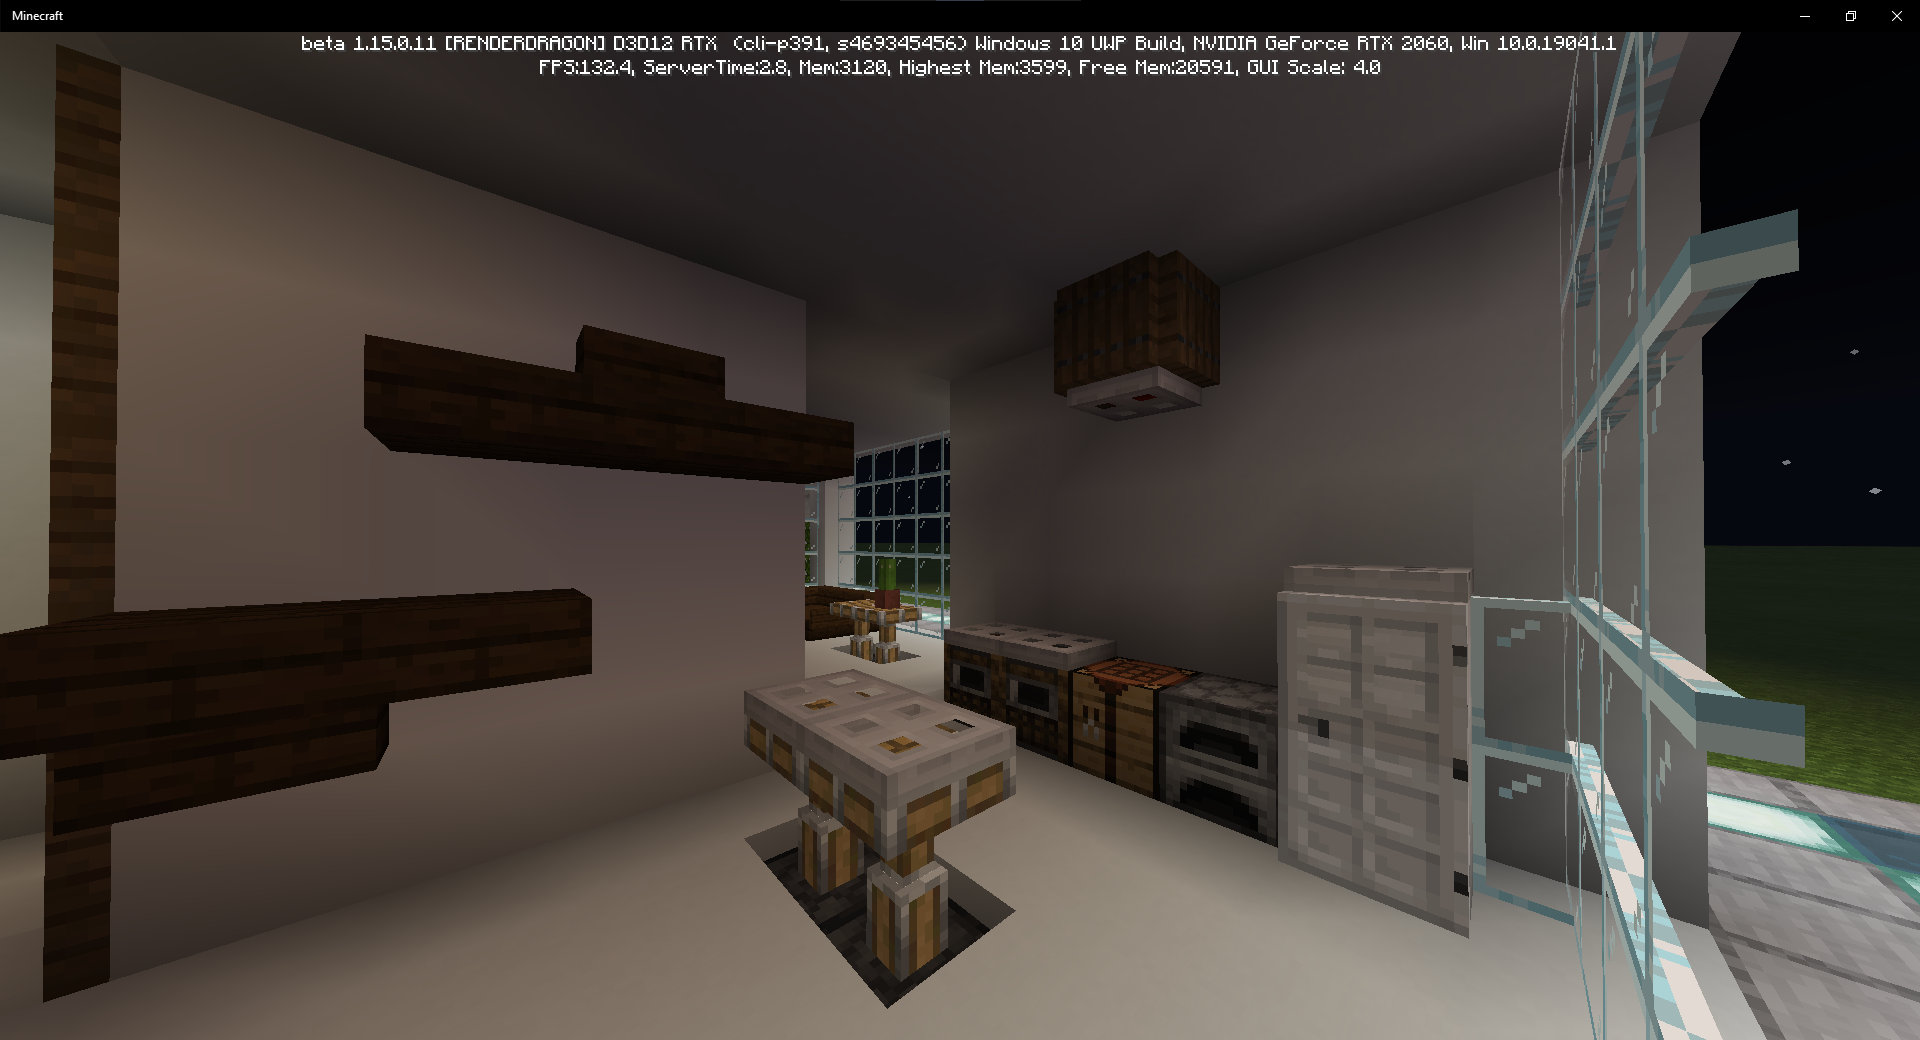 Minecraft
beta 1.15.0.11 [RENDERDRAGON] D3D12 RTX (cli-p391, s469345456) Windows 10 UWP Build, NVIDIA GeForce RTX 2060, Win 10.0.19041.1
FPS:132.4, ServerTime:2.8, Mem:3120, Highest Mem:3599, Free Mem:20591, GUI Scale: 4.0